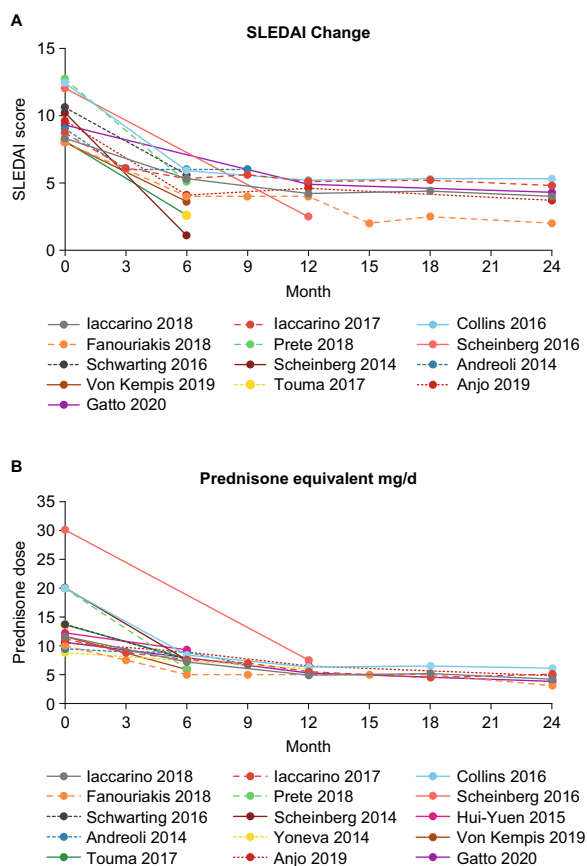 A
SLEDAI Change
15
10
5
0
SLEDAI score
0 3 6 9 12 15 18 21 24
Month
Iaccarino 2018 Iaccarino 2017 Collins 2016
Fanouriakis 2018 Prete 2018 Scheinberg 2016
Schwarting 2016 Scheinberg 2014 Andreoli 2014
Von Kempis 2019 Touma 2017 Anjo 2019
Gatto 2020
B
Prednisone equivalent mg/d
35
30
25
20
15
10
5
0
Prednisone dose
0 3 6 9 12 15 18 21 24
Month
Iaccarino 2018 Iaccarino 2017 Collins 2016
Fanouriakis 2018 Prete 2018 Scheinberg 2016
Schwarting 2016 Scheinberg 2014 Hui-Yuen 2015
Andreoli 2014 Yoneva 2014 Von Kempis 2019
Touma 2017 Anjo 2019 Gatto 2020